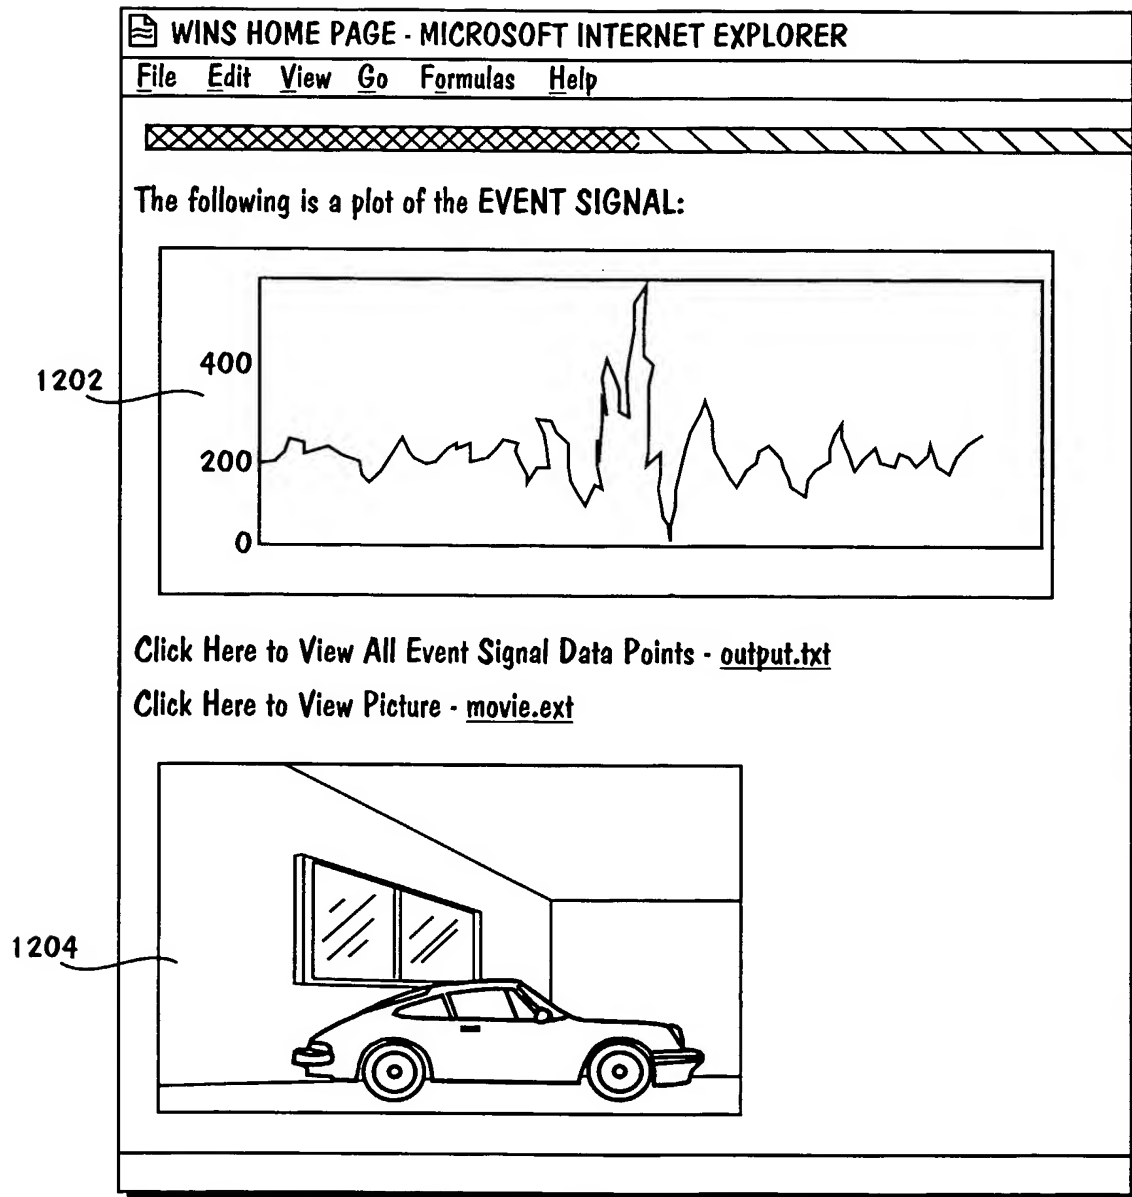 WINS HOME PAGE - MICROSOFT INTERNET EXPLORER
File Edit View Go Formulas Help
The following is a plot of the EVENT SIGNAL:
400
1202
200
0
Click Here to View All Event Signal Data Points - output.txt
Click Here to View Picture - movie.ext
1204